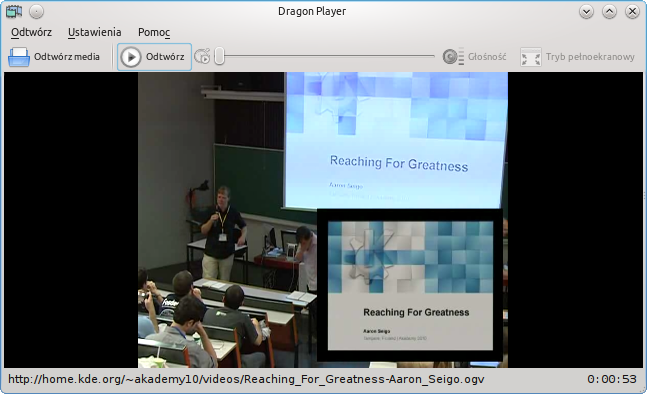 Dragon Player
Odtwórz Ustawienia Pomoc
Odtwórz media Odtwórz Głośność Tryb pełnoekranowy
Reaching For Greatness
Aaron Seigo
Reaching For Greatness
Aaron Seigo
http://home.kde.org/~akademy10/videos/Reaching_For_Greatness-Aaron_Seigo.ogv 0:00:53